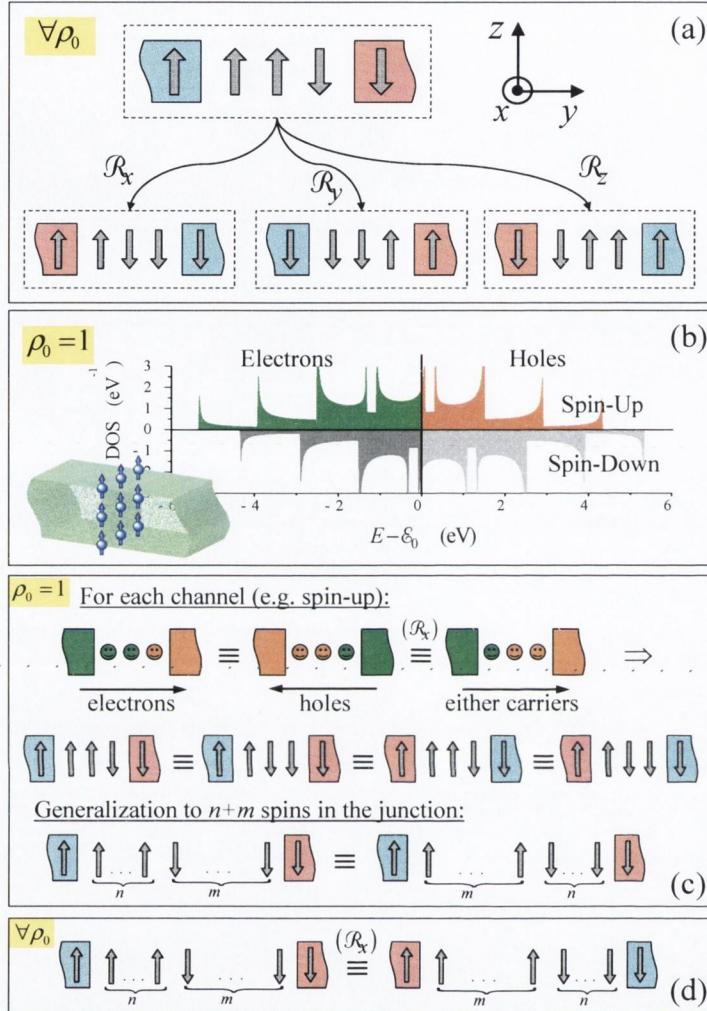 ∀ρ₀
(a)
z
x
y
ℛx
ℛy
ℛz
ρ₀ = 1
(b)
DOS (eV⁻¹
3
2
1
0
Electrons
Holes
Spin-Up
Spin-Down
- 4
- 2
0
2
4
6
E−ℰ₀ (eV)
ρ₀ = 1
For each channel (e.g. spin-up):
≡
≡
(ℛx)
⇒
electrons
holes
either carriers
≡
≡
≡
Generalization to n+m spins in the junction:
. . .
. . .
≡
. . .
. . .
n
m
m
n
(c)
∀ρ₀
(ℛx)
. . .
. . .
≡
. . .
. . .
n
m
m
n
(d)